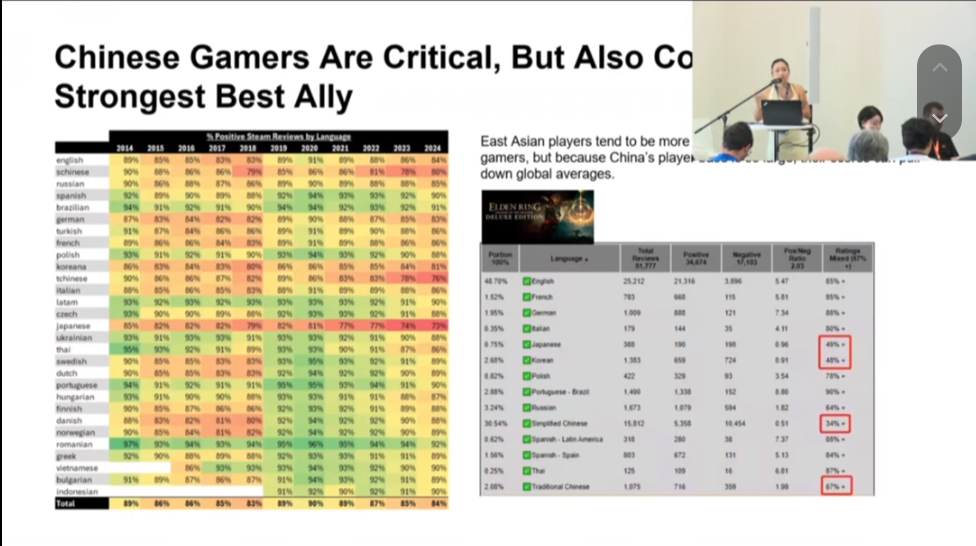 Chinese Gamers Are Critical, But Also Co
Strongest Best Ally
% Positive Steam Reviews by Language
2014 2015 2016 2017 2018 2019 2020 2021 2022 2023 2024
english 89% 85% 85% 83% 83% 89% 91% 89% 88% 86% 84%
schinese 90% 88% 86% 86% 79% 85% 86% 86% 81% 78% 80%
russian 90% 86% 88% 87% 86% 89% 90% 89% 88% 88% 85%
spanish 92% 89% 90% 89% 88% 92% 94% 93% 93% 92% 90%
brazilian 94% 91% 92% 91% 90% 94% 94% 92% 93% 92% 91%
german 87% 83% 84% 82% 82% 89% 90% 88% 87% 85% 83%
turkish 91% 87% 84% 86% 86% 89% 91% 89% 90% 88% 86%
french 89% 86% 86% 84% 83% 89% 91% 89% 88% 86% 86%
polish 93% 91% 92% 91% 90% 93% 94% 93% 92% 90% 88%
koreana 86% 83% 84% 83% 80% 86% 86% 85% 85% 84% 81%
tchinese 90% 86% 86% 87% 82% 89% 89% 86% 83% 78% 76%
italian 88% 85% 86% 85% 83% 88% 91% 89% 89% 88% 86%
latam 93% 92% 93% 92% 93% 93% 93% 92% 92% 91% 90%
czech 93% 90% 90% 89% 88% 92% 93% 93% 92% 91% 88%
japanese 85% 82% 82% 82% 79% 82% 81% 77% 77% 74% 73%
ukrainian 93% 91% 93% 93% 91% 93% 93% 91% 92% 90% 88%
thai 95% 93% 92% 91% 89% 93% 93% 90% 91% 87% 86%
swedish 90% 85% 85% 83% 83% 93% 95% 93% 92% 91% 89%
dutch 90% 85% 85% 83% 83% 92% 94% 92% 92% 90% 88%
portuguese 94% 91% 92% 91% 91% 95% 95% 93% 94% 91% 90%
hungarian 93% 91% 90% 90% 88% 92% 93% 91% 91% 90% 88%
finnish 90% 85% 87% 86% 86% 92% 93% 92% 91% 89% 88%
danish 88% 83% 82% 81% 80% 92% 94% 92% 92% 90% 88%
norwegian 90% 85% 84% 81% 82% 92% 94% 92% 92% 90% 89%
romanian 97% 93% 94% 93% 94% 95% 96% 95% 94% 94% 92%
greek 92% 90% 88% 89% 88% 92% 93% 93% 91% 91% 89%
vietnamese 86% 93% 93% 93% 94% 93% 92% 90% 90%
bulgarian 91% 89% 87% 86% 87% 91% 94% 93% 92% 91% 89%
indonesian 91% 92% 90% 92% 91% 90%
Total 89% 86% 86% 85% 83% 89% 90% 89% 87% 85% 84%
East Asian players tend to be more
gamers, but because China's player
down global averages.
ELDEN RING
DELUXE EDITION
Portion 100% Language Total Reviews 51,777 Positive 34,674 Negative 17,103 Pos/Neg Ratio 2.03 Ratings Mixed (67%
48.70% English 25,212 21,316 3,896 5.47 85%
1.52% French 783 668 115 5.81 85%
1.95% German 1,009 888 121 7.34 88%
0.35% Italian 179 144 35 4.11 80%
0.75% Japanese 388 190 198 0.96 49%
2.68% Korean 1,383 659 724 0.91 48%
0.82% Polish 422 329 93 3.54 78%
2.88% Portuguese - Brazil 1,490 1,338 152 8.80 90%
3.24% Russian 1,673 1,079 594 1.82 64%
30.54% Simplified Chinese 15,812 5,358 10,454 0.51 34%
0.62% Spanish - Latin America 318 280 38 7.37 88%
1.56% Spanish - Spain 803 672 131 5.13 84%
0.25% Thai 125 109 16 6.81 87%
2.08% Traditional Chinese 1,075 716 359 1.99 67%